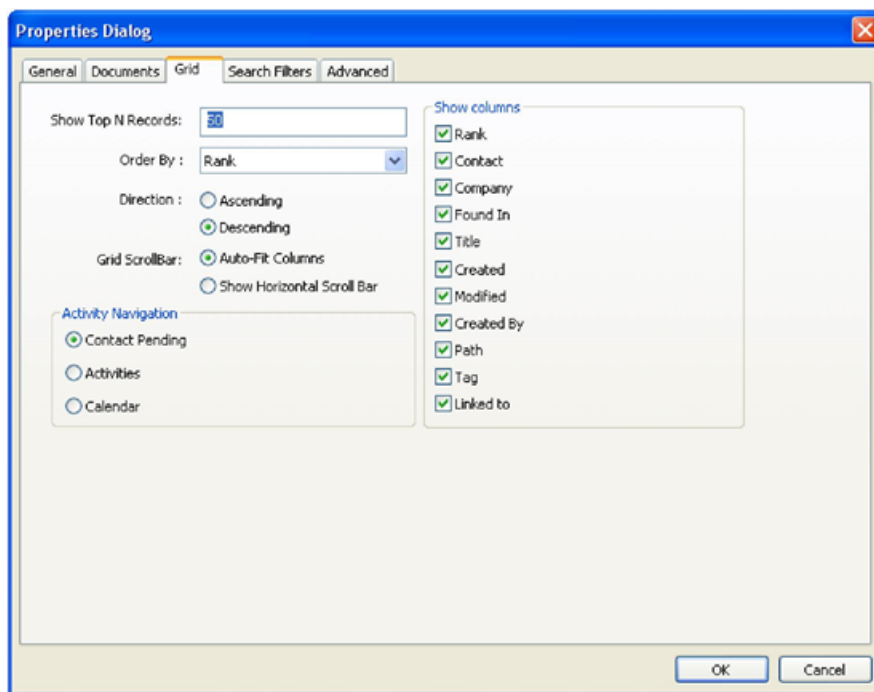 Properties Dialog
General Documents Grid Search Filters Advanced
Show Top N Records: 50
Order By : Rank
Direction : Ascending
Descending
Grid ScrollBar: Auto-Fit Columns
Show Horizontal Scroll Bar
Activity Navigation
Contact Pending
Activities
Calendar
Show columns
Rank
Contact
Company
Found In
Title
Created
Modified
Created By
Path
Tag
Linked to
OK Cancel